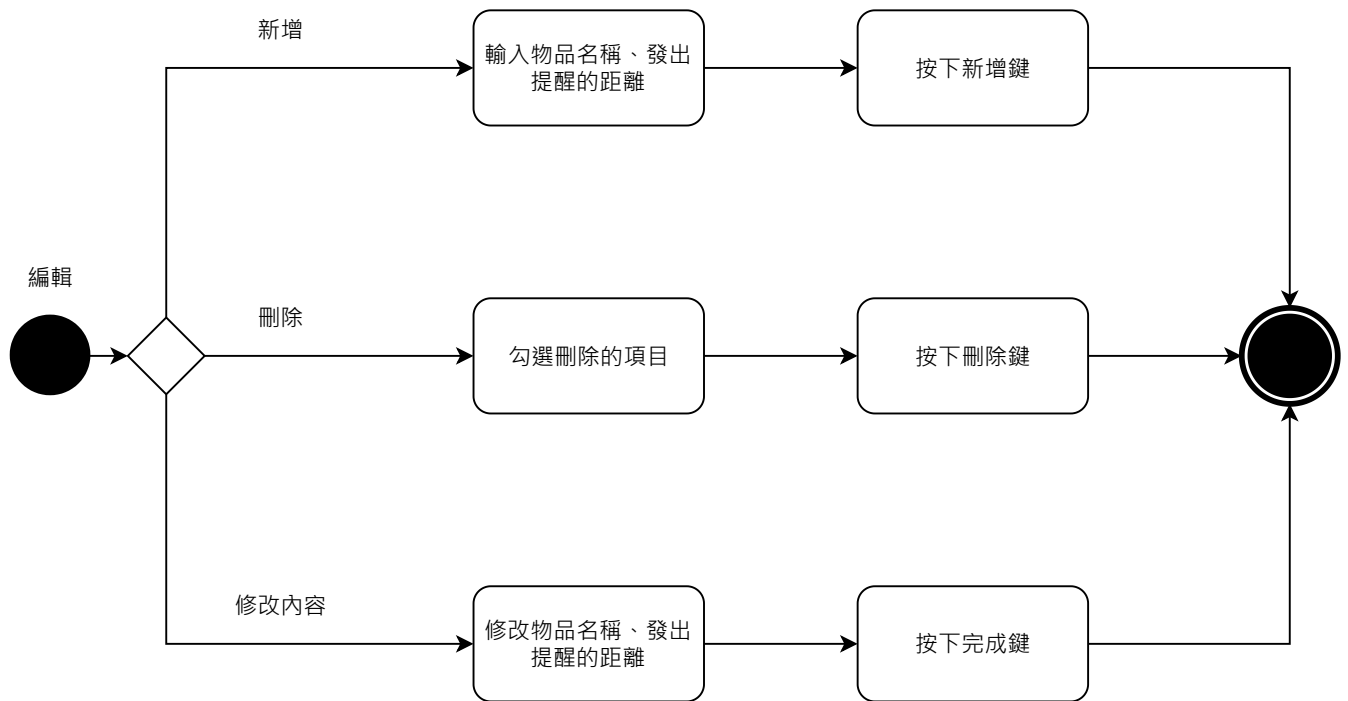 新增
輸入物品名稱、發出
提醒的距離
按下新增鍵
編輯
刪除
勾選刪除的項目
按下刪除鍵
修改內容
修改物品名稱、發出
提醒的距離
按下完成鍵